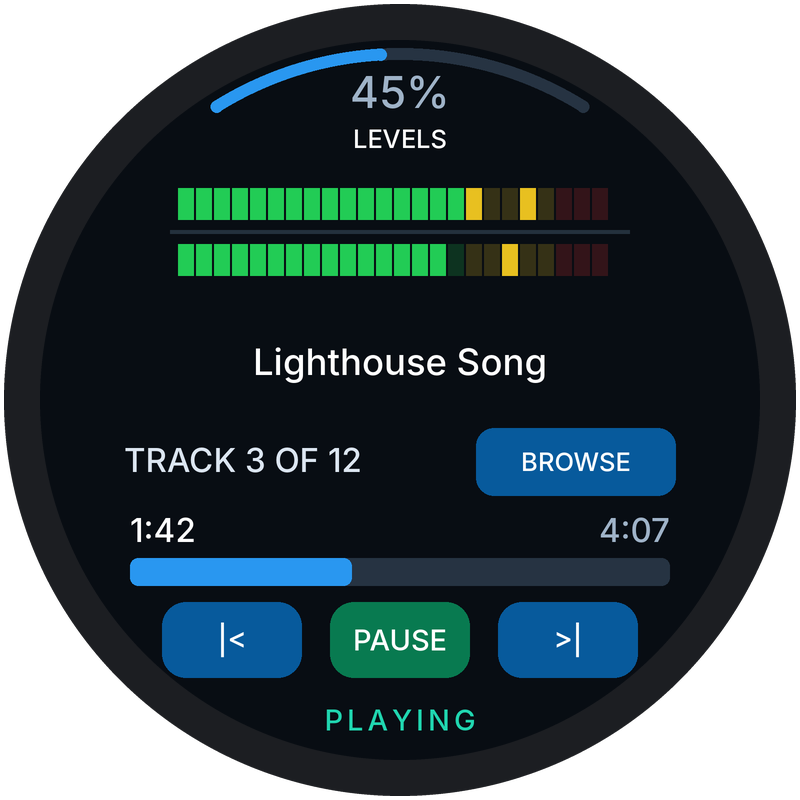 45%
LEVELS
Lighthouse Song
TRACK 3 OF 12 BROWSE
1:42 4:07
|< PAUSE >|
PLAYING